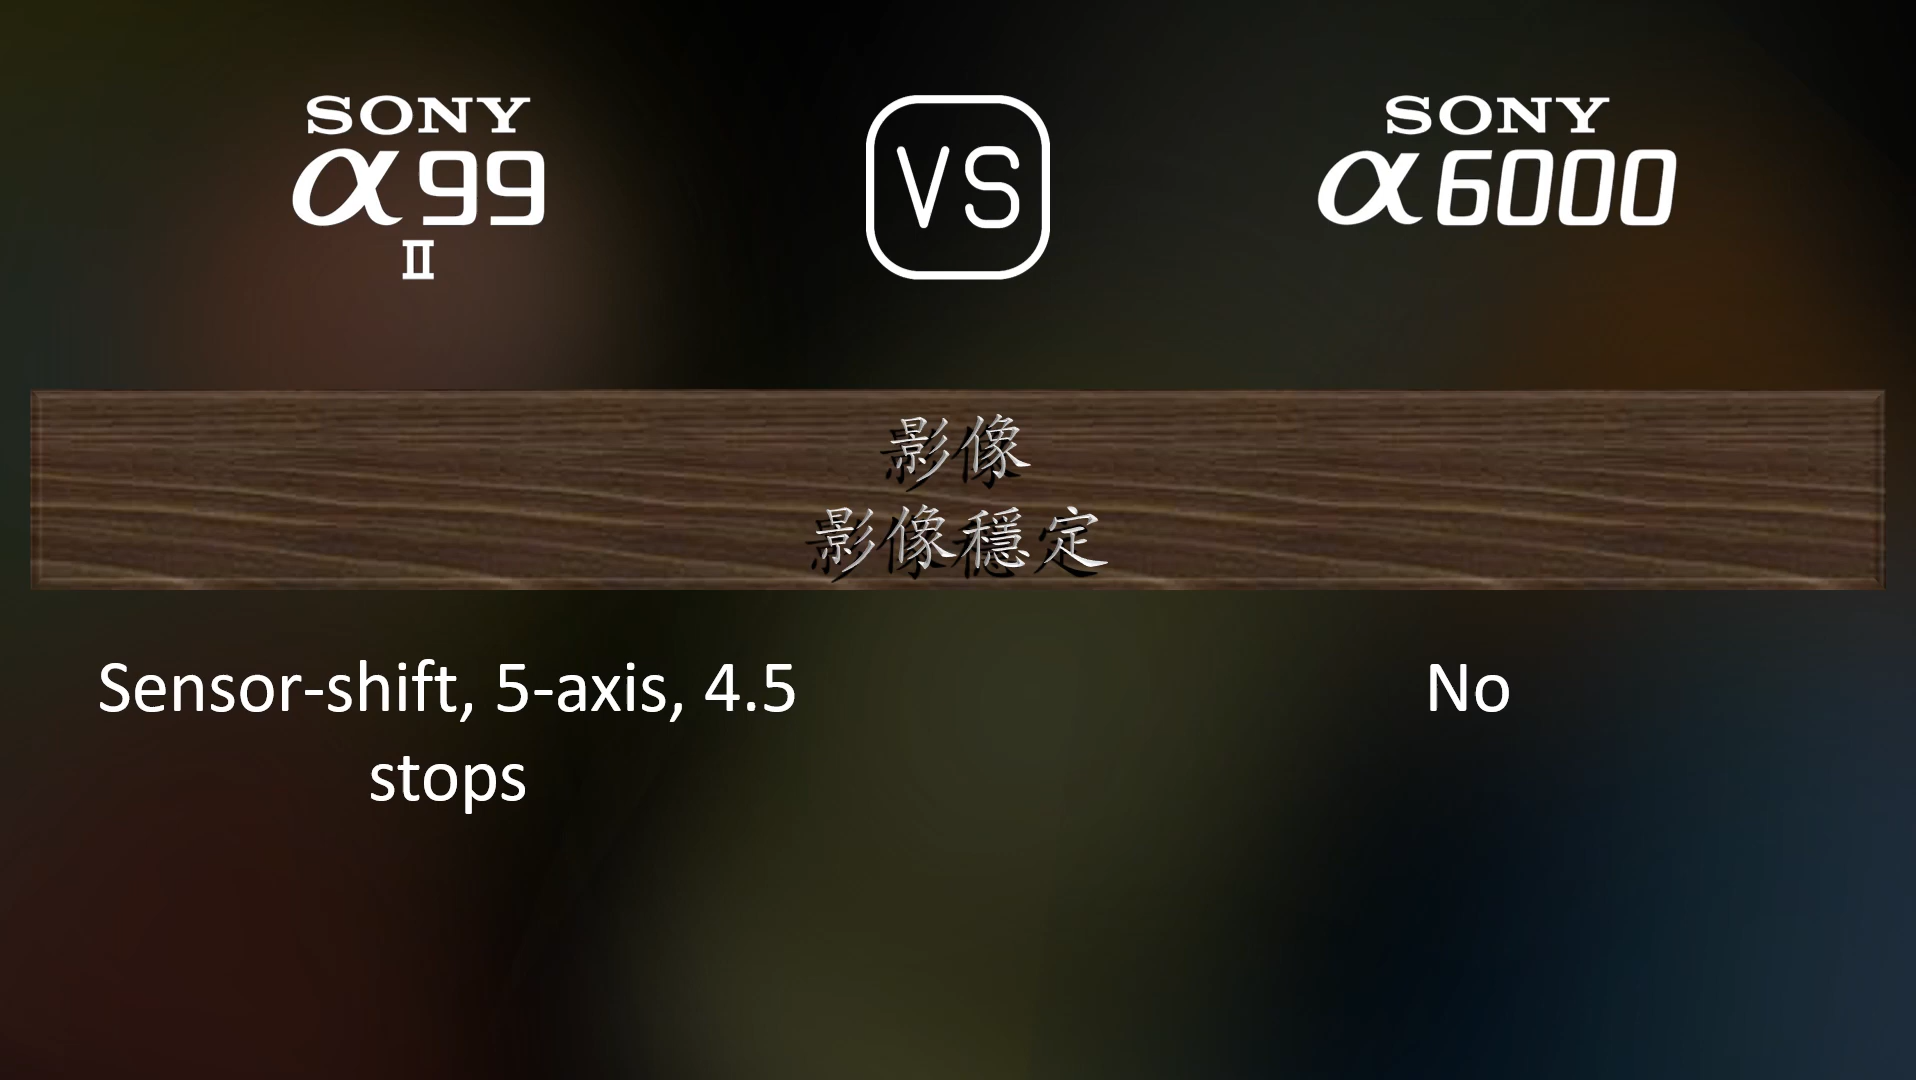 SONY
α99
II
VS
SONY
α6000
影像
影像穩定
Sensor-shift, 5-axis, 4.5
stops
No